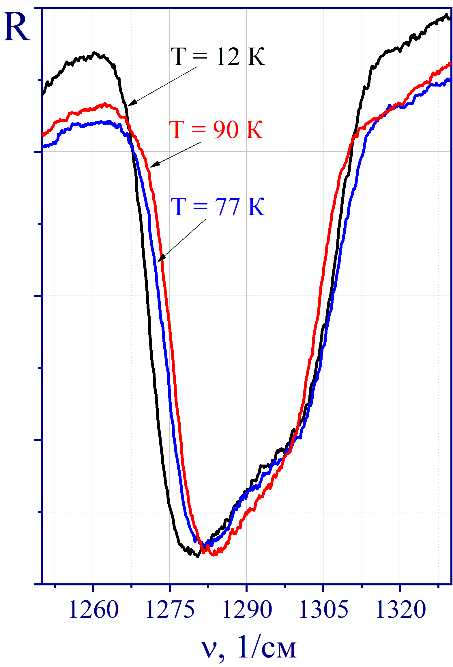 R
T = 12 К
T = 90 К
T = 77 К
1260 1275 1290 1305 1320
ν, 1/см